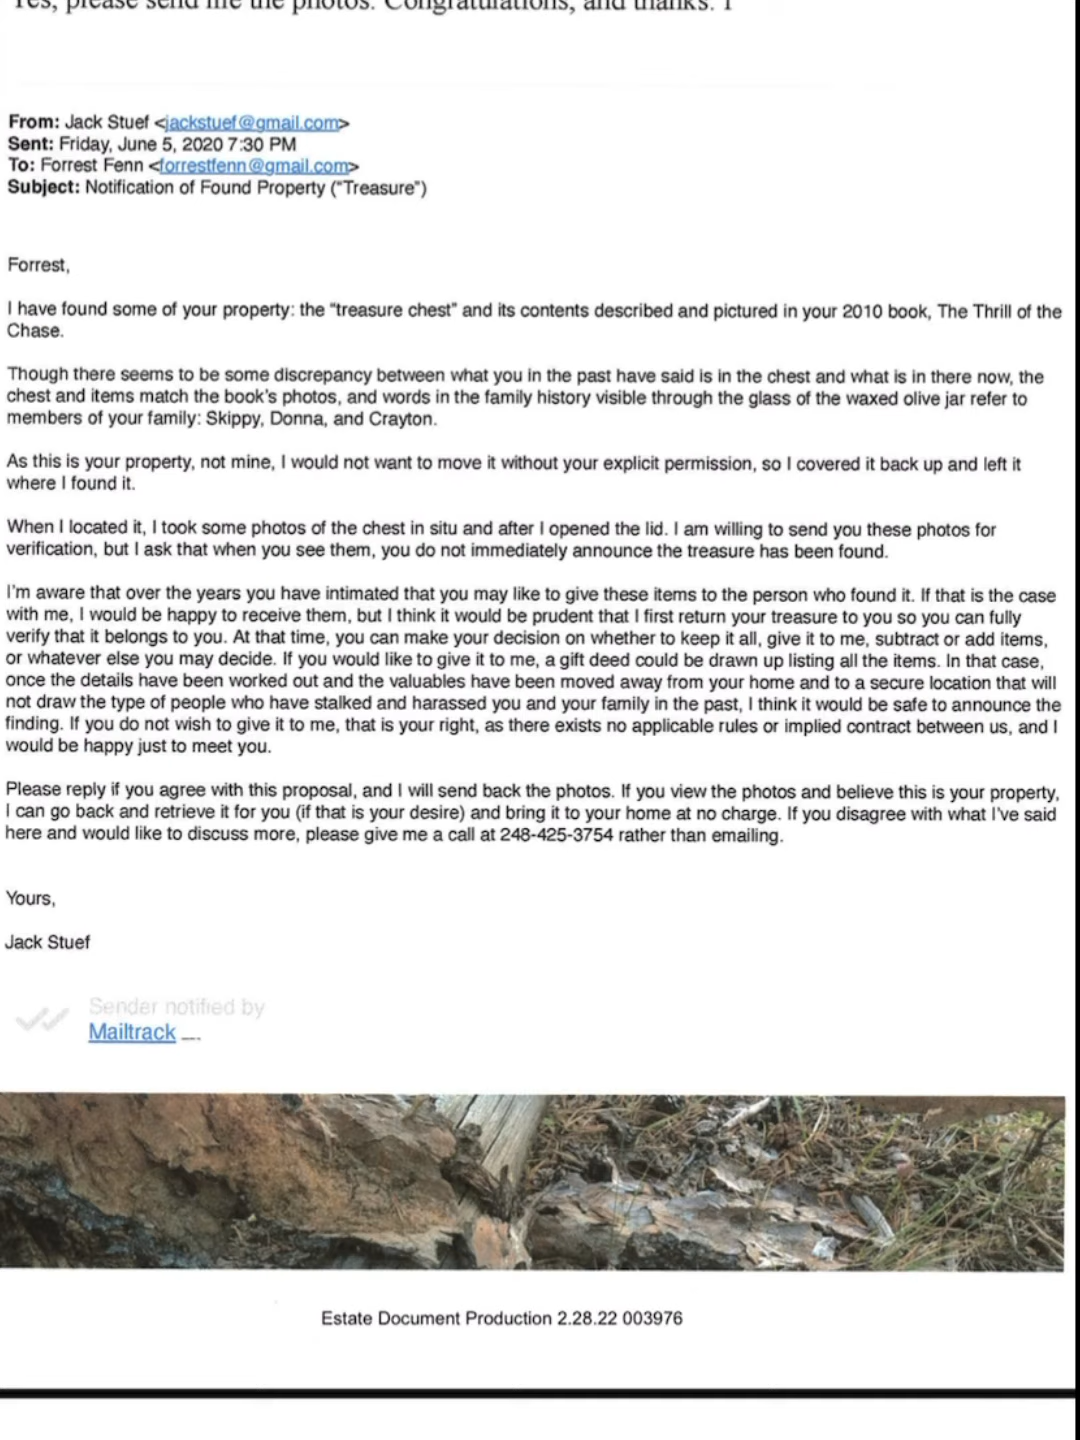 Yes, please send me the photos. Congratulations, and thanks. f
From: Jack Stuef <jackstuef@gmail.com>
Sent: Friday, June 5, 2020 7:30 PM
To: Forrest Fenn <forrestfenn@gmail.com>
Subject: Notification of Found Property ("Treasure")
Forrest,
I have found some of your property: the "treasure chest" and its contents described and pictured in your 2010 book, The Thrill of the
Chase.
Though there seems to be some discrepancy between what you in the past have said is in the chest and what is in there now, the
chest and items match the book's photos, and words in the family history visible through the glass of the waxed olive jar refer to
members of your family: Skippy, Donna, and Crayton.
As this is your property, not mine, I would not want to move it without your explicit permission, so I covered it back up and left it
where I found it.
When I located it, I took some photos of the chest in situ and after I opened the lid. I am willing to send you these photos for
verification, but I ask that when you see them, you do not immediately announce the treasure has been found.
I'm aware that over the years you have intimated that you may like to give these items to the person who found it. If that is the case
with me, I would be happy to receive them, but I think it would be prudent that I first return your treasure to you so you can fully
verify that it belongs to you. At that time, you can make your decision on whether to keep it all, give it to me, subtract or add items,
or whatever else you may decide. If you would like to give it to me, a gift deed could be drawn up listing all the items. In that case,
once the details have been worked out and the valuables have been moved away from your home and to a secure location that will
not draw the type of people who have stalked and harassed you and your family in the past, I think it would be safe to announce the
finding. If you do not wish to give it to me, that is your right, as there exists no applicable rules or implied contract between us, and I
would be happy just to meet you.
Please reply if you agree with this proposal, and I will send back the photos. If you view the photos and believe this is your property,
I can go back and retrieve it for you (if that is your desire) and bring it to your home at no charge. If you disagree with what I've said
here and would like to discuss more, please give me a call at 248-425-3754 rather than emailing.
Yours,
Jack Stuef
Sender notified by
Mailtrack
Estate Document Production 2.28.22 003976